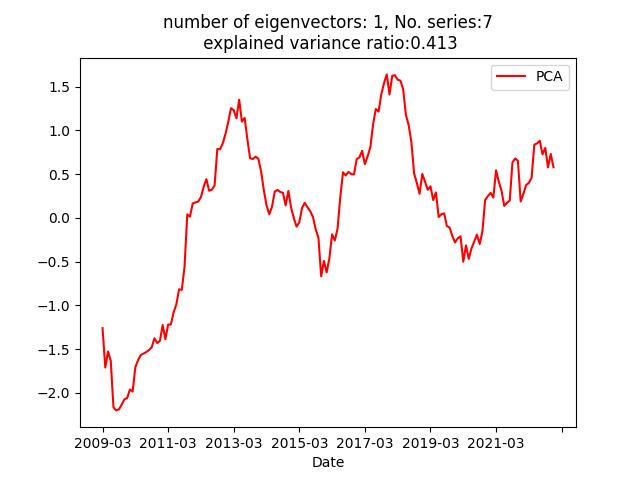 number of eigenvectors: 1, No. series:7
explained variance ratio:0.413
PCA
1.5
1.0
0.5
0.0
−0.5
−1.0
−1.5
−2.0
2009-03 2011-03 2013-03 2015-03 2017-03 2019-03 2021-03
Date